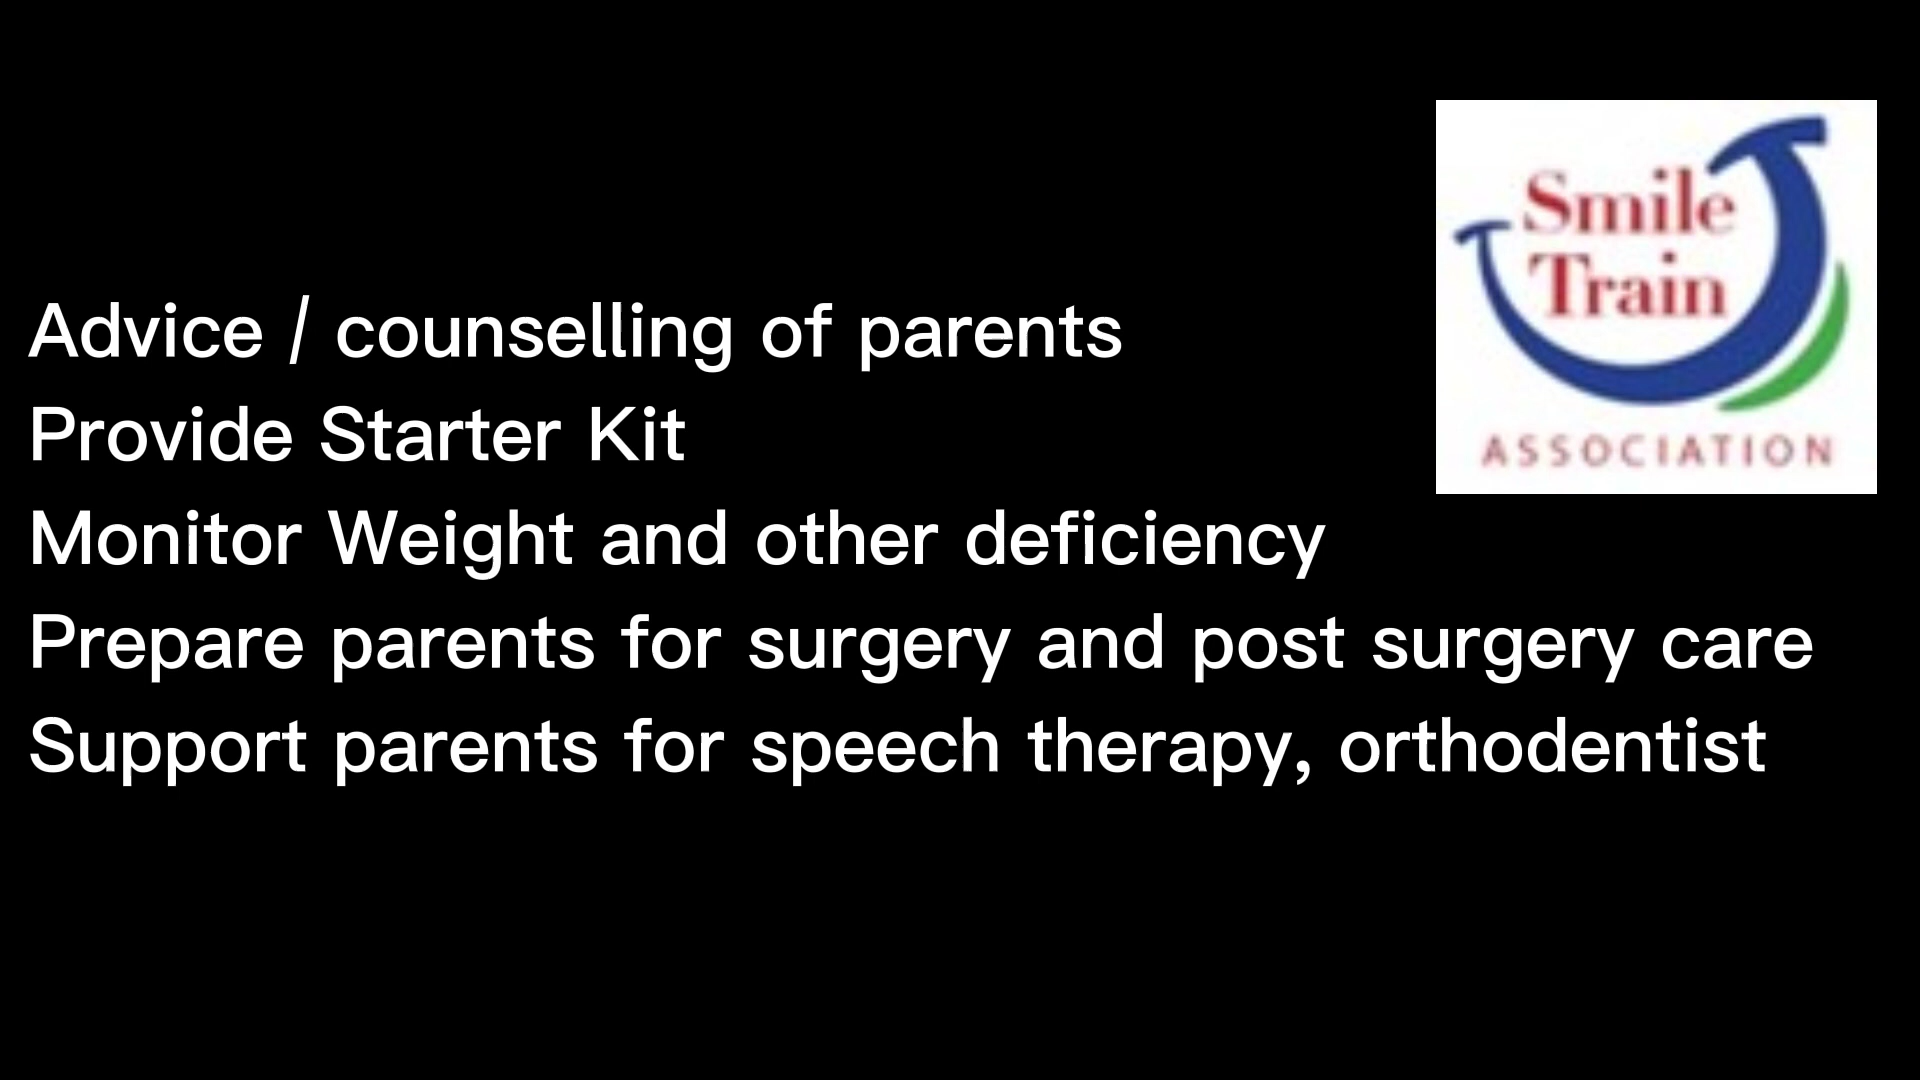 Smile
Train
ASSOCIATION
Advice / counselling of parents
Provide Starter Kit
Monitor Weight and other deficiency
Prepare parents for surgery and post surgery care
Support parents for speech therapy, orthodentist